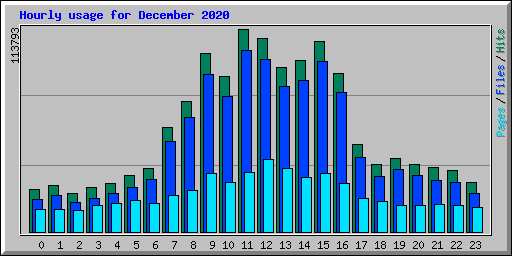 Hourly usage for December 2020
113793
Pages / Files / Hits
0 1 2 3 4 5 6 7 8 9 10 11 12 13 14 15 16 17 18 19 20 21 22 23